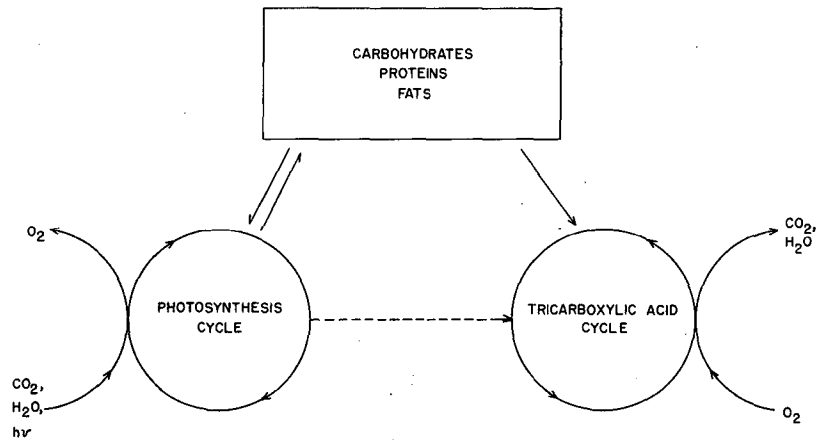 CARBOHYDRATES
PROTEINS
FATS
O₂
CO₂,
H₂O
PHOTOSYNTHESIS
CYCLE
TRICARBOXYLIC ACID
CYCLE
CO₂,
H₂O,
hν
O₂